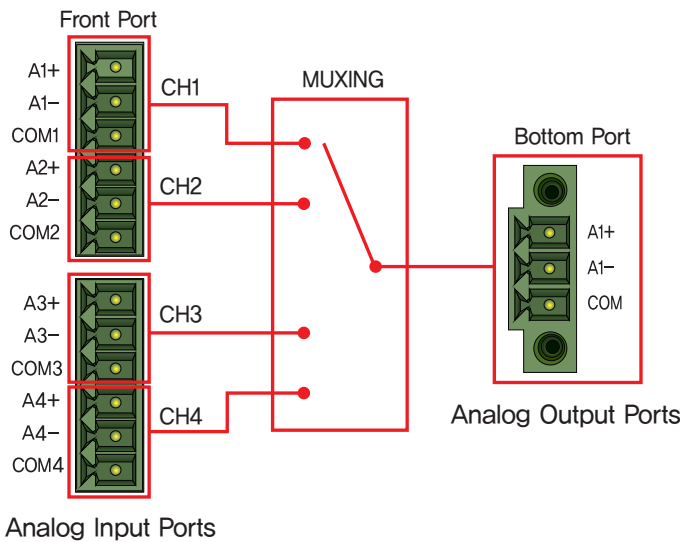 Front Port
A1+
A1-
COM1
A2+
A2-
COM2
A3+
A3-
COM3
A4+
A4-
COM4
Analog Input Ports
CH1
CH2
CH3
CH4
MUXING
Bottom Port
A1+
A1-
COM
Analog Output Ports